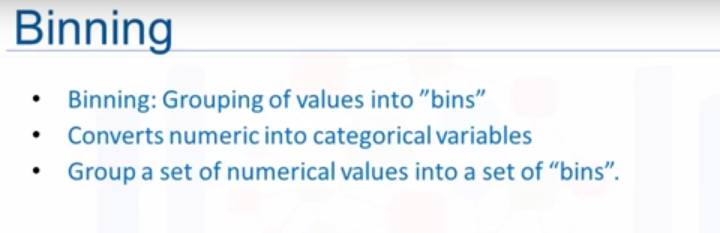 Binning
• Binning: Grouping of values into ”bins”
• Converts numeric into categorical variables
• Group a set of numerical values into a set of “bins”.